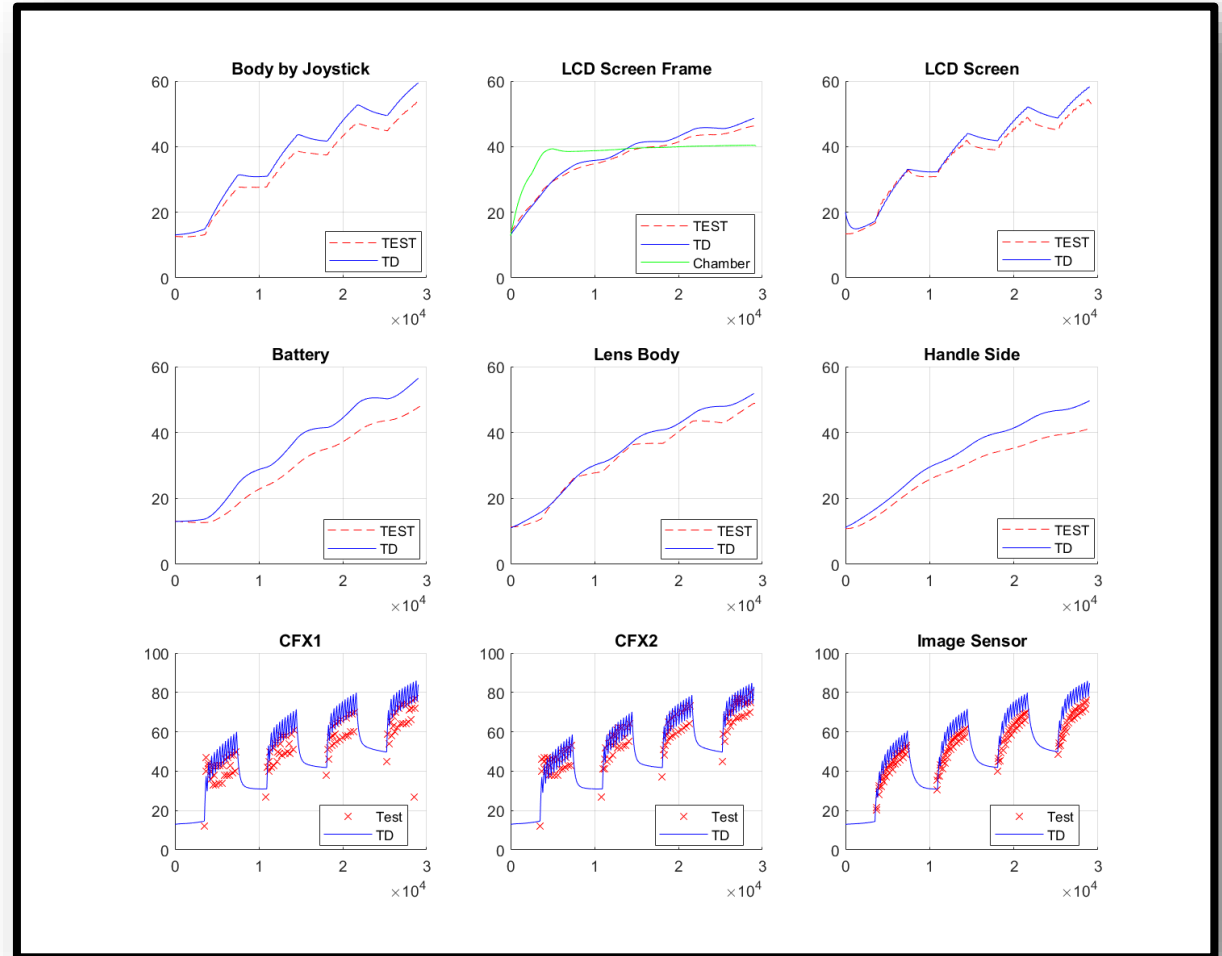 Body by Joystick
60
40
20
0
0 1 2 3
×10^4
TEST
TD
LCD Screen Frame
60
40
20
0
0 1 2 3
×10^4
TEST
TD
Chamber
LCD Screen
60
40
20
0
0 1 2 3
×10^4
TEST
TD
Battery
60
40
20
0
0 1 2 3
×10^4
TEST
TD
Lens Body
60
40
20
0
0 1 2 3
×10^4
TEST
TD
Handle Side
60
40
20
0
0 1 2 3
×10^4
TEST
TD
CFX1
100
80
60
40
20
0
0 1 2 3
×10^4
Test
TD
CFX2
100
80
60
40
20
0
0 1 2 3
×10^4
Test
TD
Image Sensor
100
80
60
40
20
0
0 1 2 3
×10^4
Test
TD